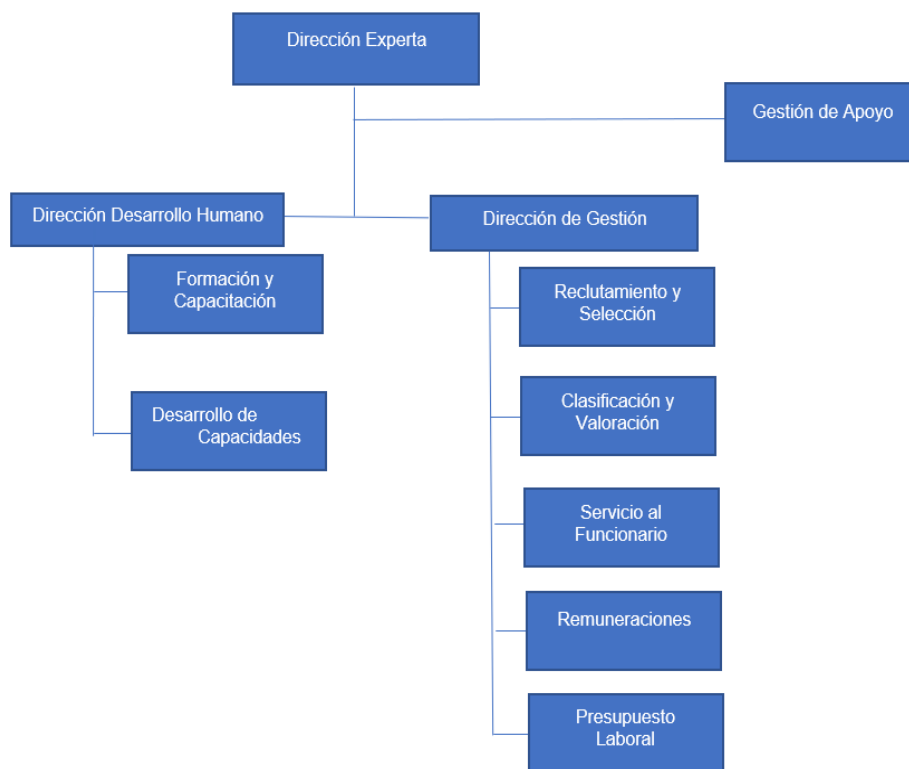 Dirección Experta
Gestión de Apoyo
Dirección Desarrollo Humano
Dirección de Gestión
Formación y
Capacitación
Desarrollo de
Capacidades
Reclutamiento y
Selección
Clasificación y
Valoración
Servicio al
Funcionario
Remuneraciones
Presupuesto
Laboral